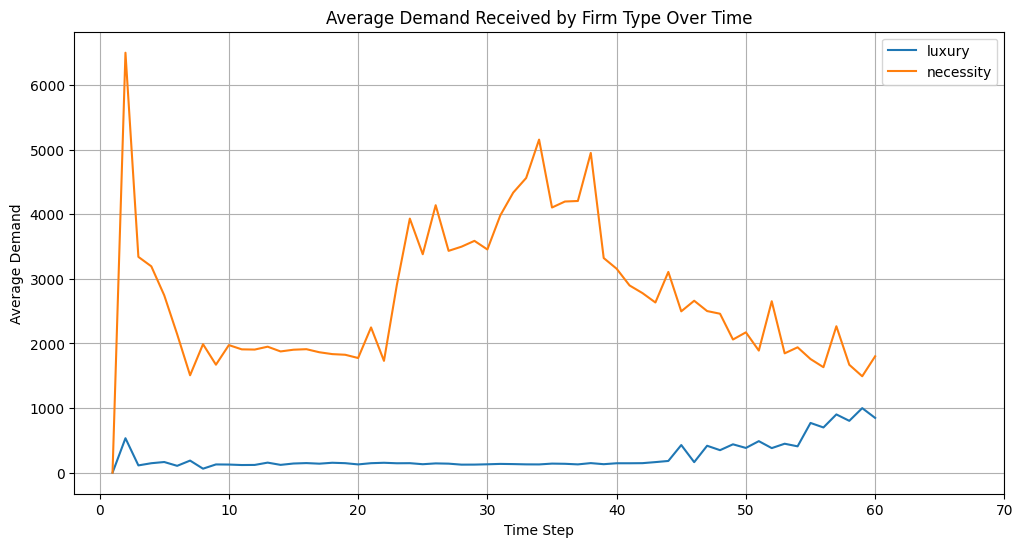 Average Demand Received by Firm Type Over Time
luxury
necessity
Average Demand
6000
5000
4000
3000
2000
1000
0
0 10 20 30 40 50 60 70
Time Step